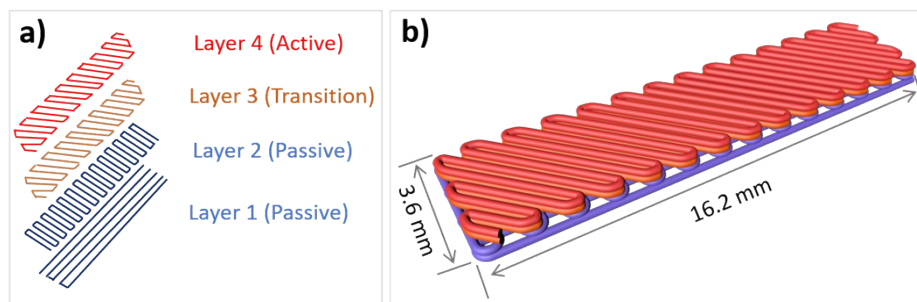 a)
Layer 4 (Active)
Layer 3 (Transition)
Layer 2 (Passive)
Layer 1 (Passive)
b)
3.6 mm
16.2 mm